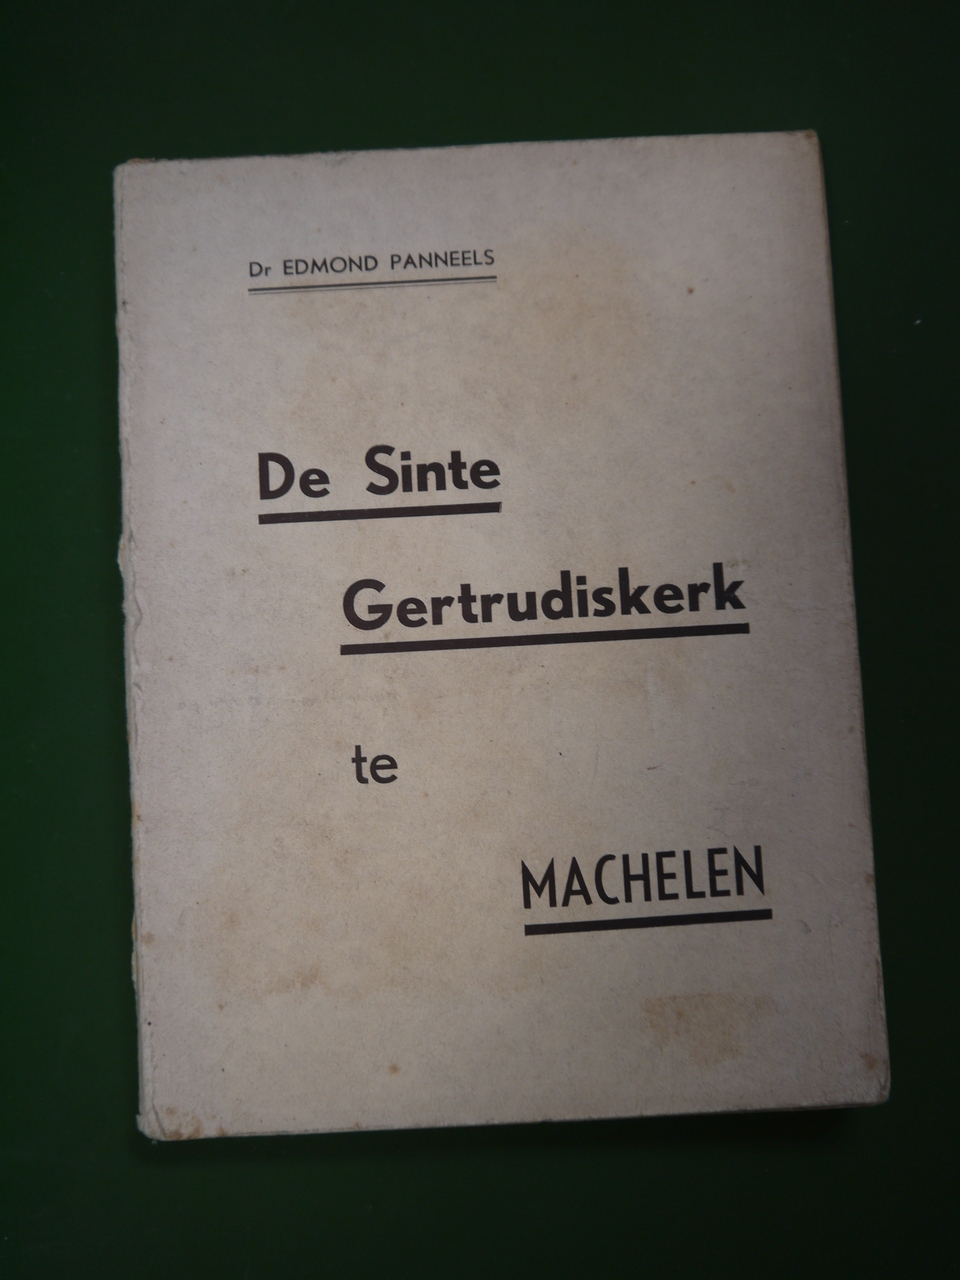 Dr EDMOND PANNEELS
De Sinte
Gertrudiskerk
te
MACHELEN